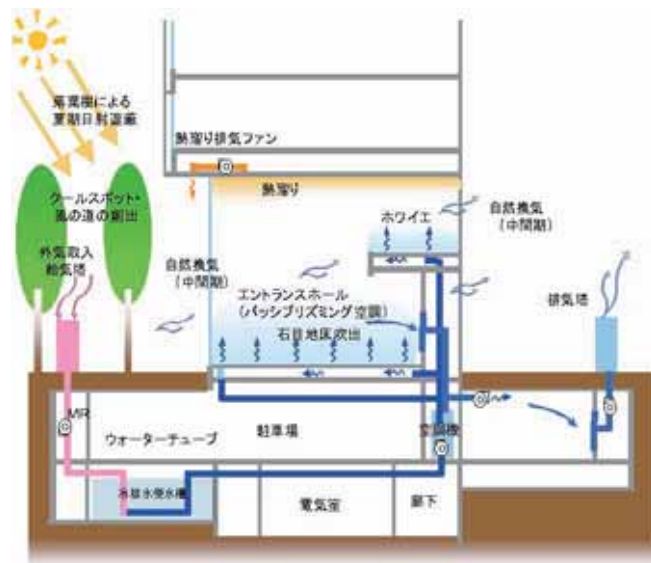 落葉樹による
夏期日射遮蔽
熱溜り排気ファン
熱溜り
クールスポット・
風の道の創出
ホワイエ
自然換気
(中間期)
外気取入
給気塔
自然換気
(中間期)
エントランスホール
(パッシブリズミング空調)
石目地床吹出
排気塔
MR
ウォーターチューブ
駐車場
空調機
冷温水便水槽
電気室
廊下